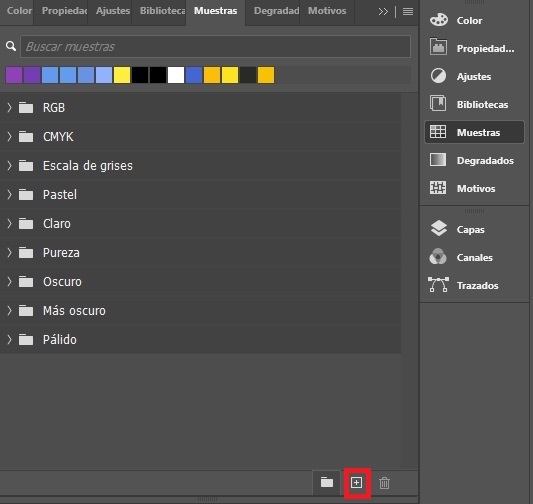 Color Propiedad Ajustes Biblioteca Muestras Degradad Motivos
Buscar muestras
RGB
CMYK
Escala de grises
Pastel
Claro
Pureza
Oscuro
Más oscuro
Pálido
Color
Propiedad...
Ajustes
Bibliotecas
Muestras
Degradados
Motivos
Capas
Canales
Trazados